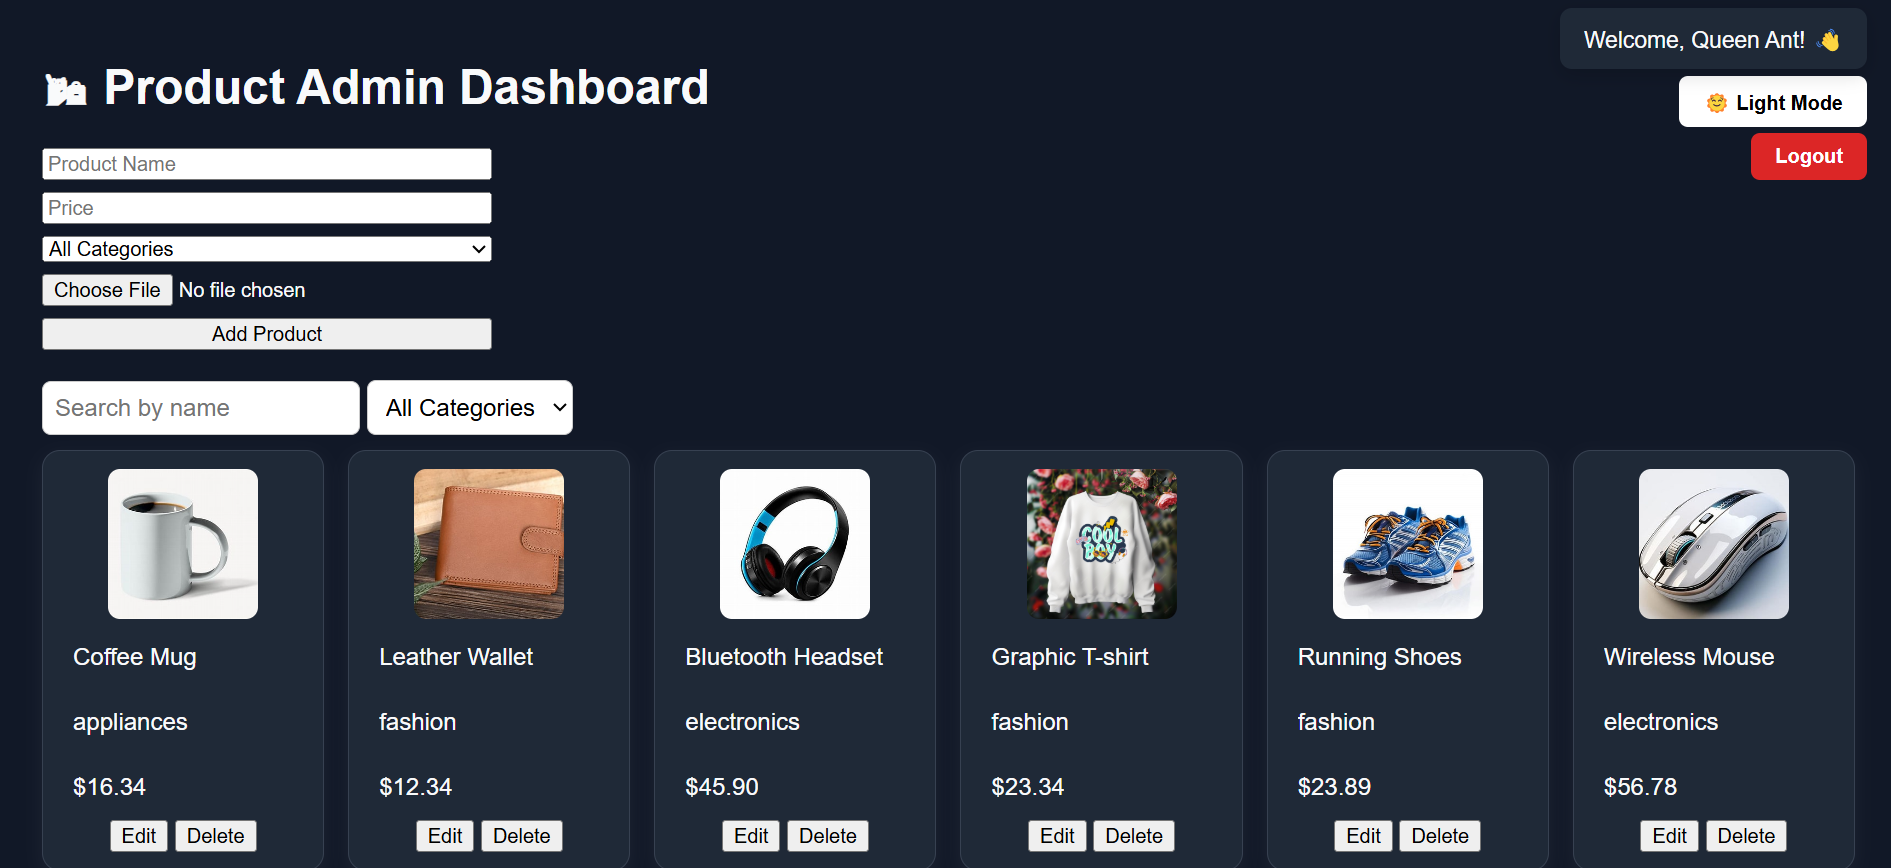 Welcome, Queen Ant! 👋
Product Admin Dashboard
🌞 Light Mode
Logout
Product Name
Price
All Categories
Choose File No file chosen
Add Product
Search by name
All Categories
COOL
BOY
Coffee Mug
appliances
$16.34
Edit Delete
Leather Wallet
fashion
$12.34
Edit Delete
Bluetooth Headset
electronics
$45.90
Edit Delete
Graphic T-shirt
fashion
$23.34
Edit Delete
Running Shoes
fashion
$23.89
Edit Delete
Wireless Mouse
electronics
$56.78
Edit Delete